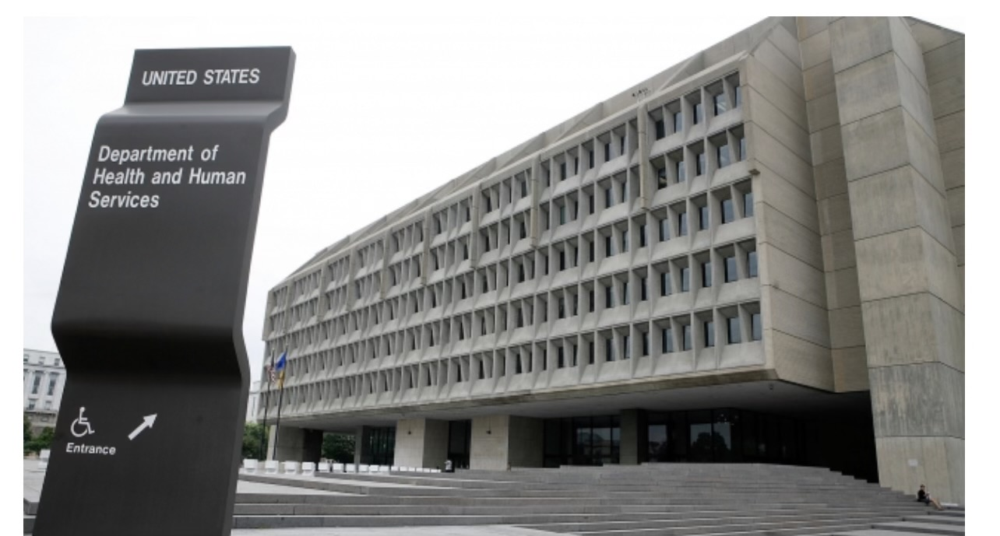 UNITED STATES
Department of
Health and Human
Services
Entrance